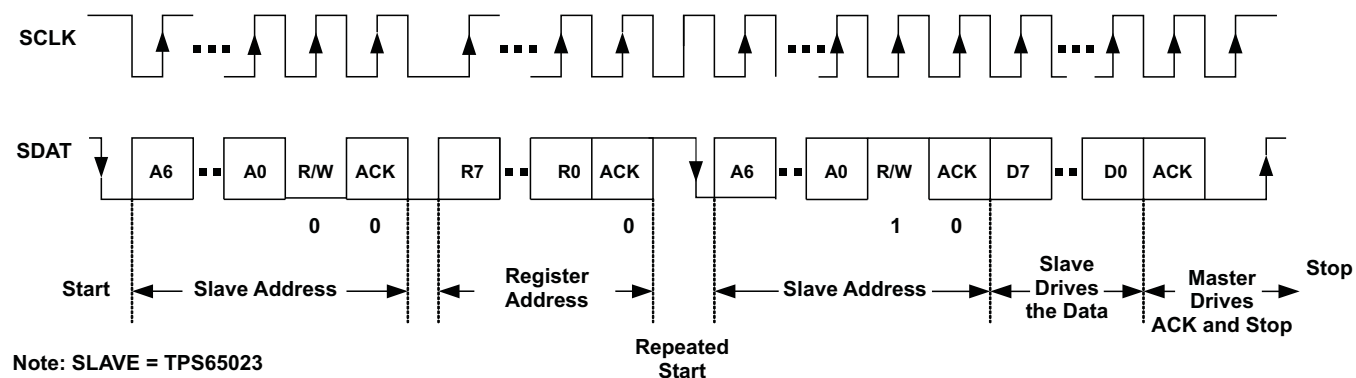 SCLK
SDAT
A6 A0 R/W ACK R7 R0 ACK A6 A0 R/W ACK D7 D0 ACK
0 0 0 1 0
Start
Slave Address
Register
Address
Repeated
Start
Slave Address
Slave
Drives
the Data
Master
Drives
ACK and Stop
Stop
Note: SLAVE = TPS65023